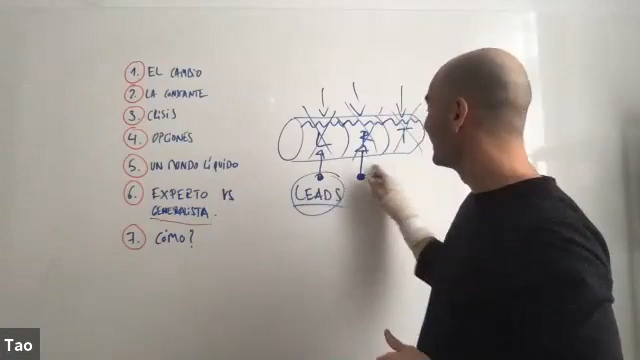 1. EL CAMBIO
2. LA CONSTANTE
3. CRISIS
4. OPCIONES
5. UN MUNDO LÍQUIDO
6. EXPERTO VS
GENERALISTA.
7. CÓMO?
LEADS
Tao